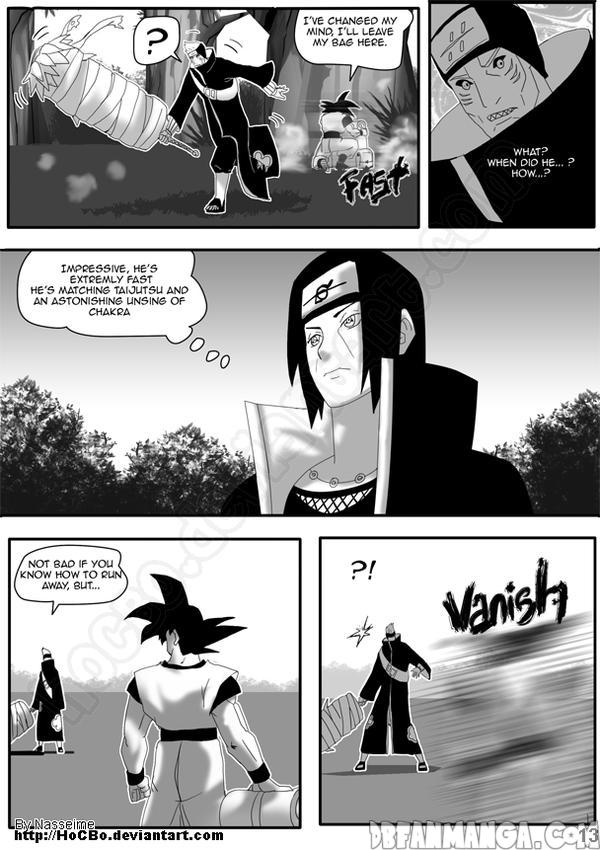 ?
I'VE CHANGED MY
MIND, I'LL LEAVE
MY BAG HERE.
FAST
WHAT?
WHEN DID HE... ?
HOW...?
IMPRESSIVE, HE'S
EXTREMLY FAST
HE'S MATCHING TAIJUTSU AND
AN ASTONISHING UNSING OF
CHAKRA
NOT BAD IF YOU
KNOW HOW TO RUN
AWAY, BUT...
?!
Vanish
By Nasseime
http://HoCBo.deviantart.com
DBFANMANGA.COM
13